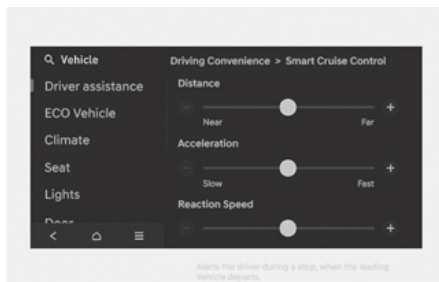 Vehicle
Driving Convenience > Smart Cruise Control
Driver assistance
ECO Vehicle
Climate
Seat
Lights
Door
Distance
Near
Far
Acceleration
Slow
Fast
Reaction Speed
Alerts the driver during a stop, when the leading
Vehicle departs.